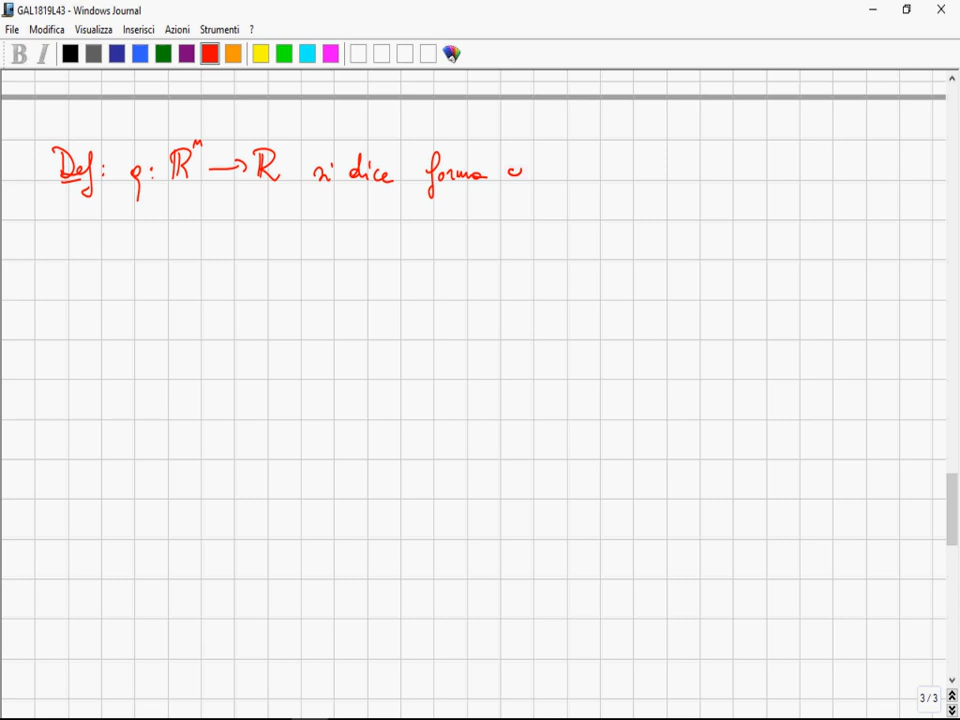 GAL1819L43 - Windows Journal
File Modifica Visualizza Inserisci Azioni Strumenti ?
B I
Def: q: ℝⁿ → ℝ si dice forma
3 / 3